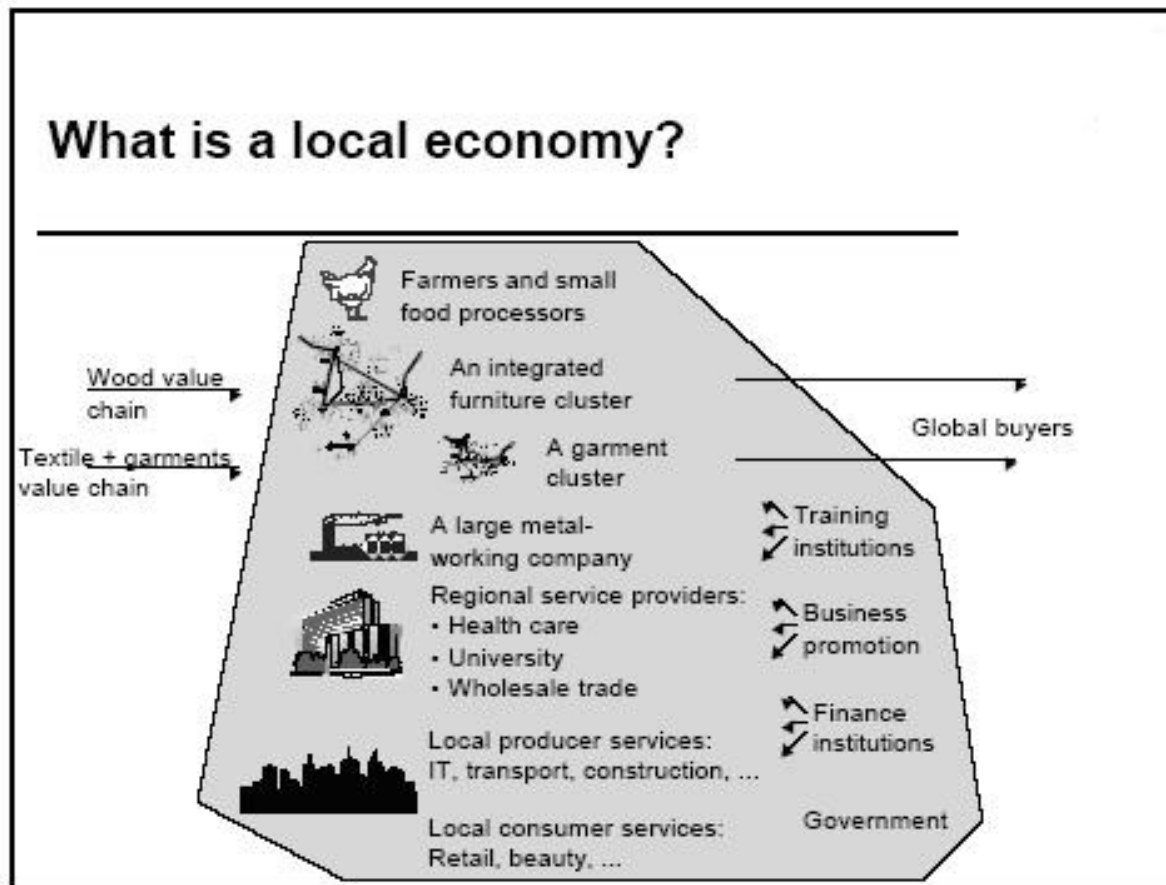 What is a local economy?
Farmers and small
food processors
Wood value
chain
An integrated
furniture cluster
Global buyers
Textile + garments
value chain
A garment
cluster
A large metal-
working company
Training
institutions
Regional service providers:
• Health care
• University
• Wholesale trade
Business
promotion
Finance
institutions
Local producer services:
IT, transport, construction, ...
Local consumer services:
Retail, beauty, ...
Government